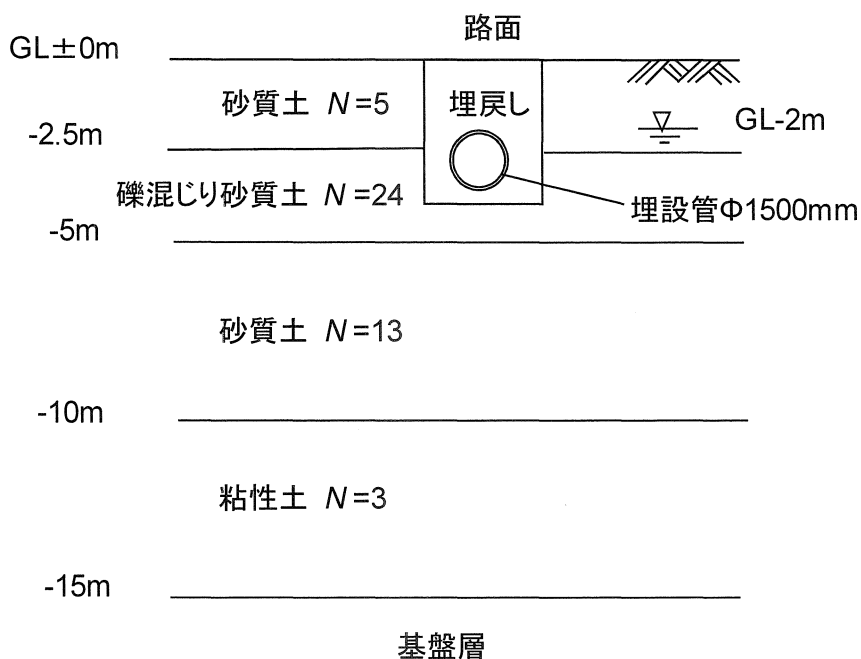 路面
GL±0m
砂質土 N=5
埋戻し
GL-2m
-2.5m
礫混じり砂質土 N=24
埋設管Φ1500mm
-5m
砂質土 N=13
-10m
粘性土 N=3
-15m
基盤層